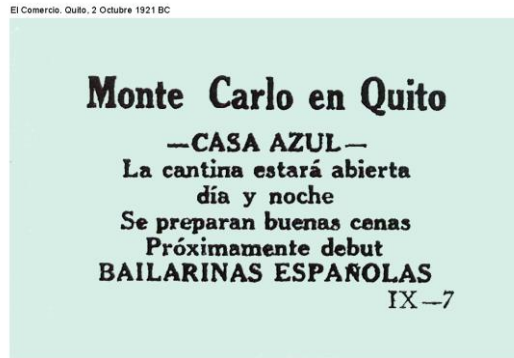 El Comercio. Quito, 2 Octubre 1921 BC
Monte Carlo en Quito
—CASA AZUL—
La cantina estará abierta
día y noche
Se preparan buenas cenas
Próximamente debut
BAILARINAS ESPAÑOLAS
IX—7